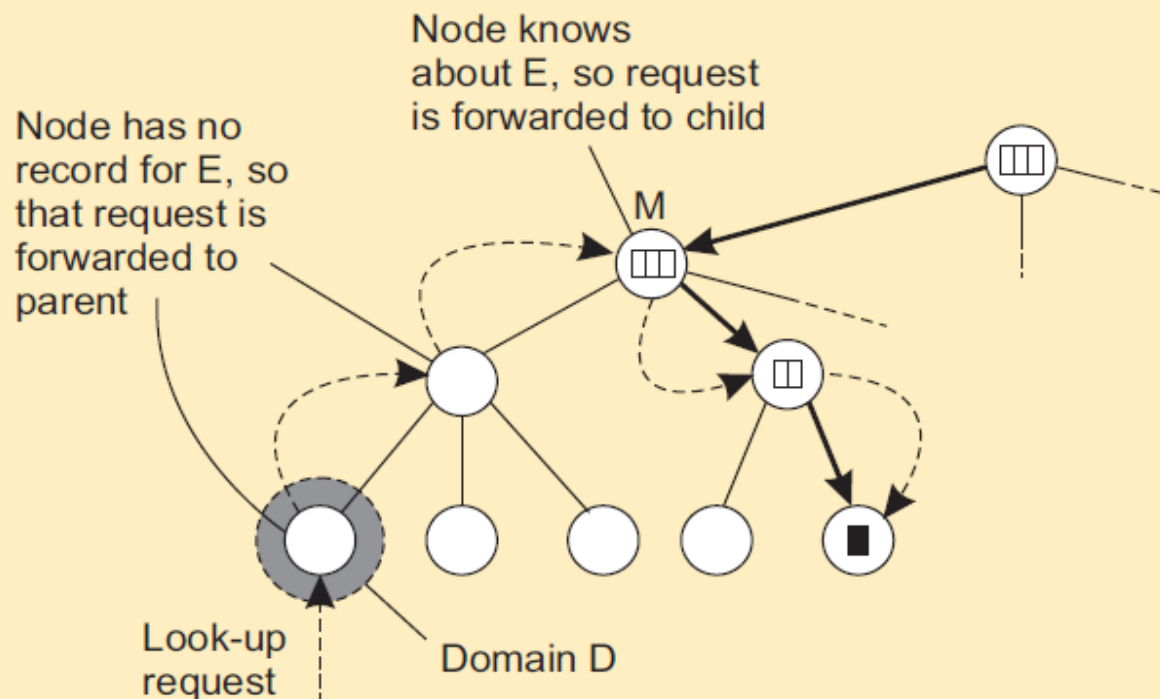 Node knows
about E, so request
is forwarded to child
Node has no
record for E, so
that request is
forwarded to
parent
M
Look-up
request
Domain D